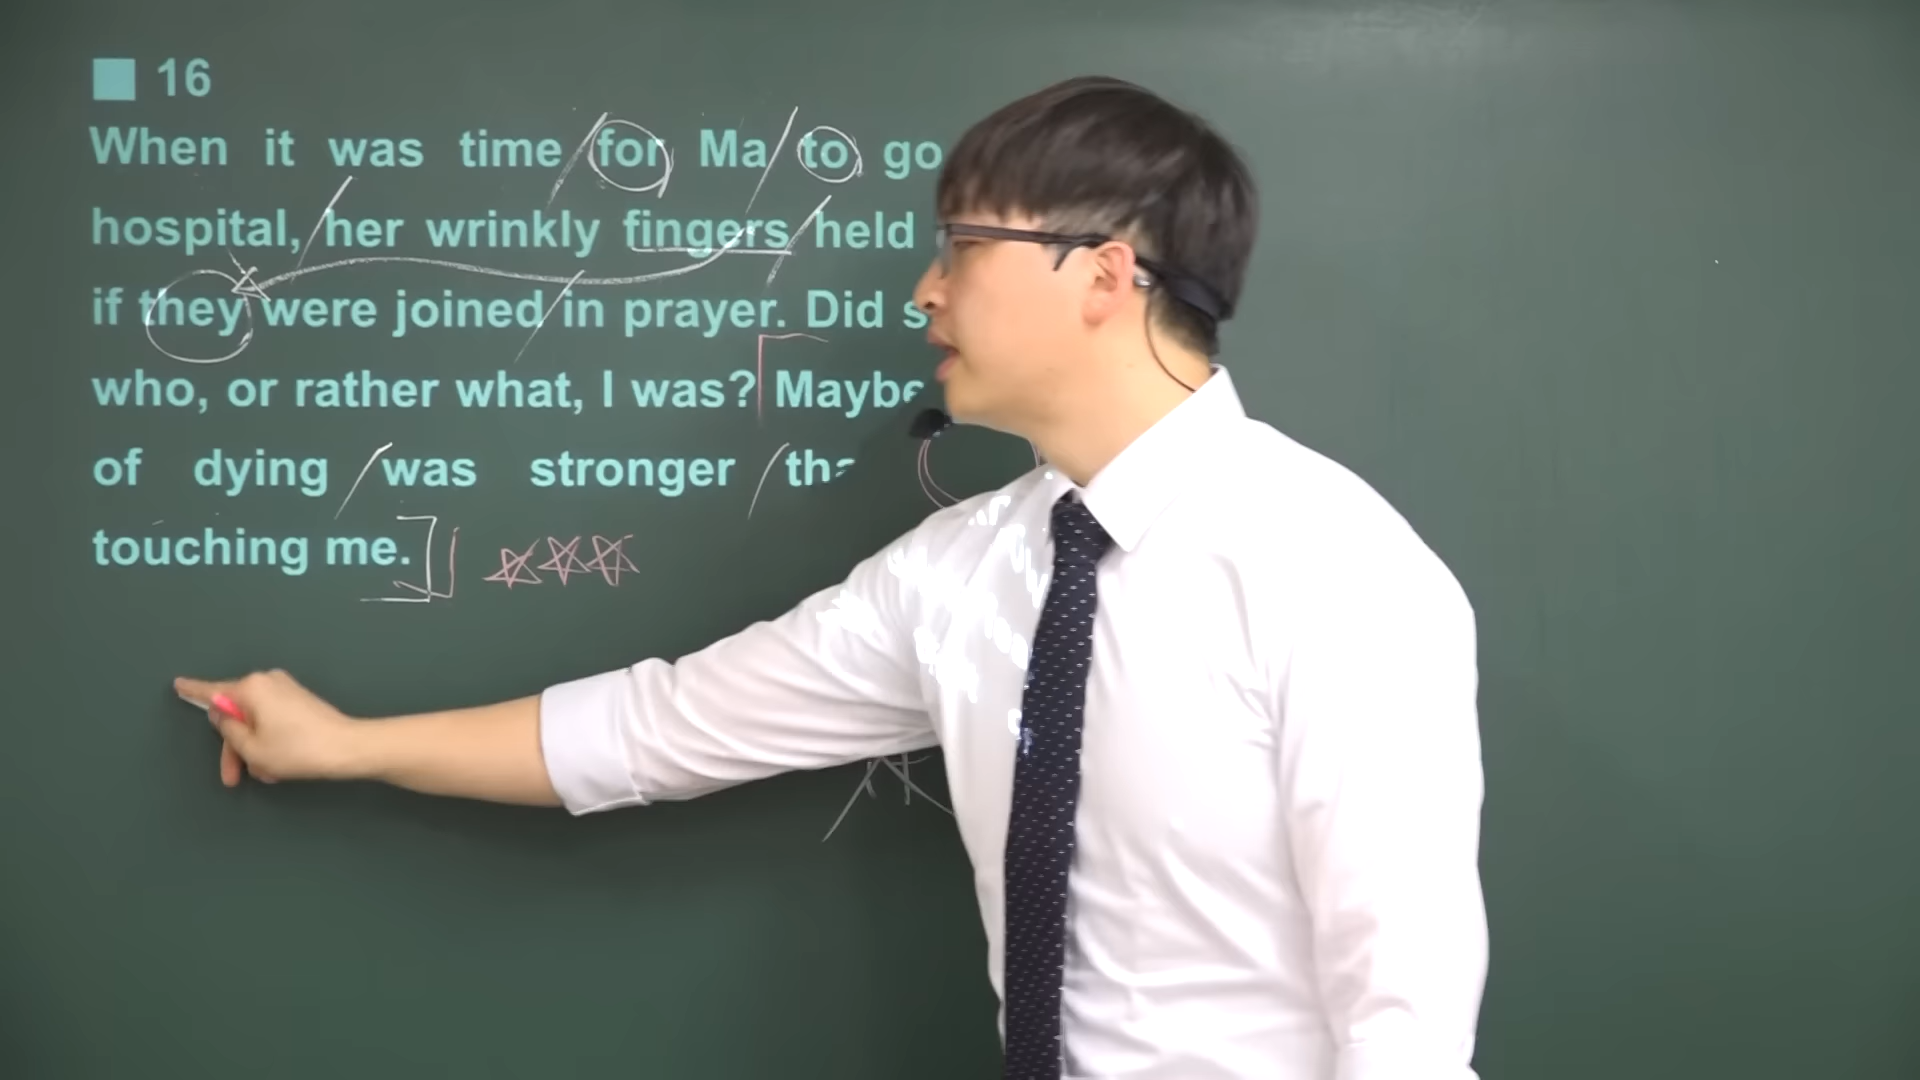 ■ 16
When it was time for Ma to go
hospital, her wrinkly fingers held
if they were joined in prayer. Did
who, or rather what, I was? Maybe
of dying was stronger
touching me.